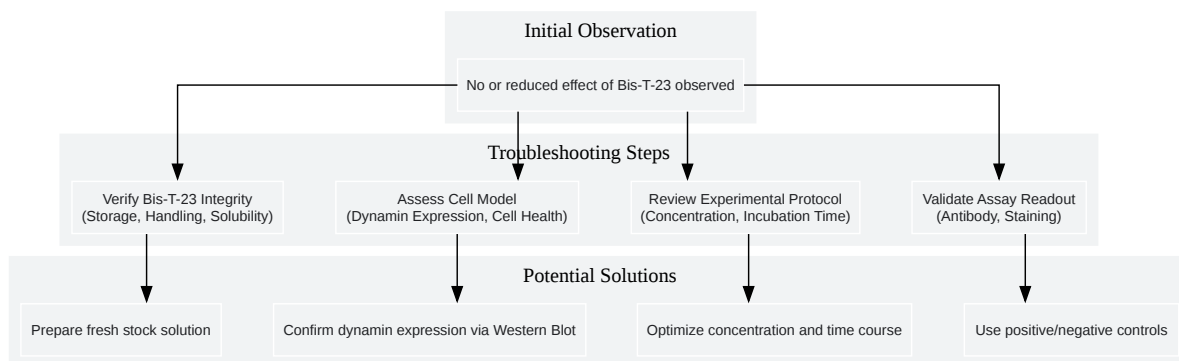 Initial Observation
No or reduced effect of Bis-T-23 observed
Troubleshooting Steps
Verify Bis-T-23 Integrity
(Storage, Handling, Solubility)
Assess Cell Model
(Dynamin Expression, Cell Health)
Review Experimental Protocol
(Concentration, Incubation Time)
Validate Assay Readout
(Antibody, Staining)
Potential Solutions
Prepare fresh stock solution
Confirm dynamin expression via Western Blot
Optimize concentration and time course
Use positive/negative controls